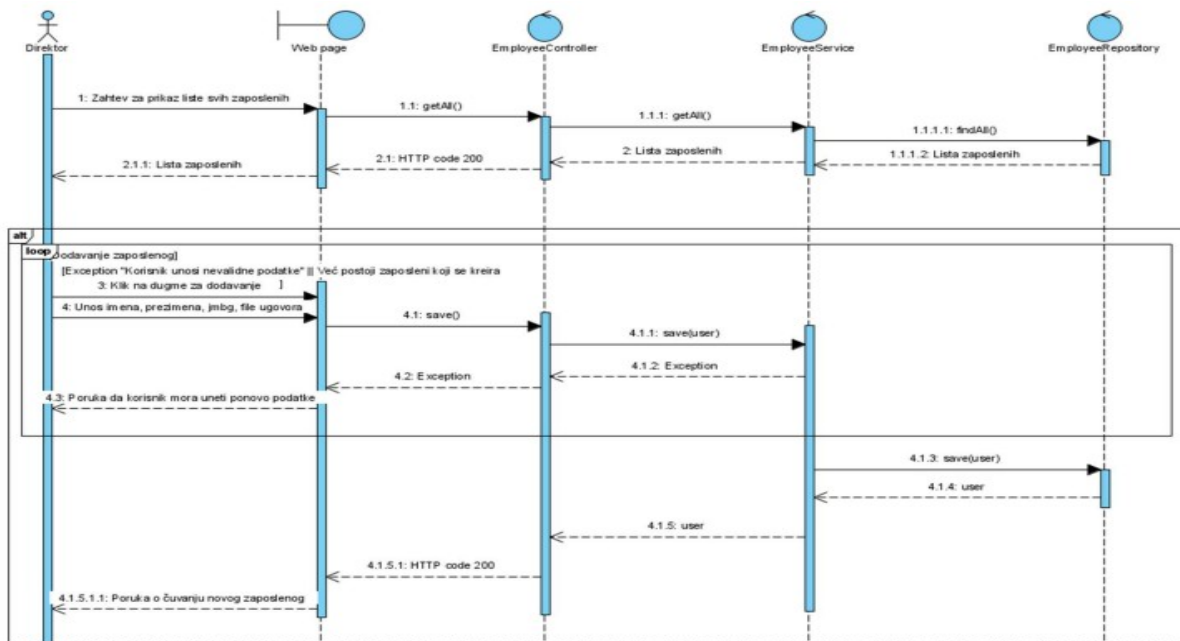 Direktor
Web page
EmployeeController
EmployeeService
EmployeeRepository
1: Zahtev za prikaz liste svih zaposlenih
1.1: getAll()
1.1.1: getAll()
1.1.1.1: findAll()
1.1.1.2: Lista zaposlenih
2: Lista zaposlenih
2.1: HTTP code 200
2.1.1: Lista zaposlenih
alt
loop
Dodavanje zaposlenog]
[Exception "Korisnik unosi nevalidne podatke" || Već postoji zaposleni koji se kreira
3: Klik na dugme za dodavanje ]
4: Unos imena, prezimena, jmbg, file ugovora
4.1: save()
4.1.1: save(user)
4.1.2: Exception
4.2: Exception
4.3: Poruka da korisnik mora uneti ponovo podatke
4.1.3: save(user)
4.1.4: user
4.1.5: user
4.1.5.1: HTTP code 200
4.1.5.1.1: Poruka o čuvanju novog zaposlenog